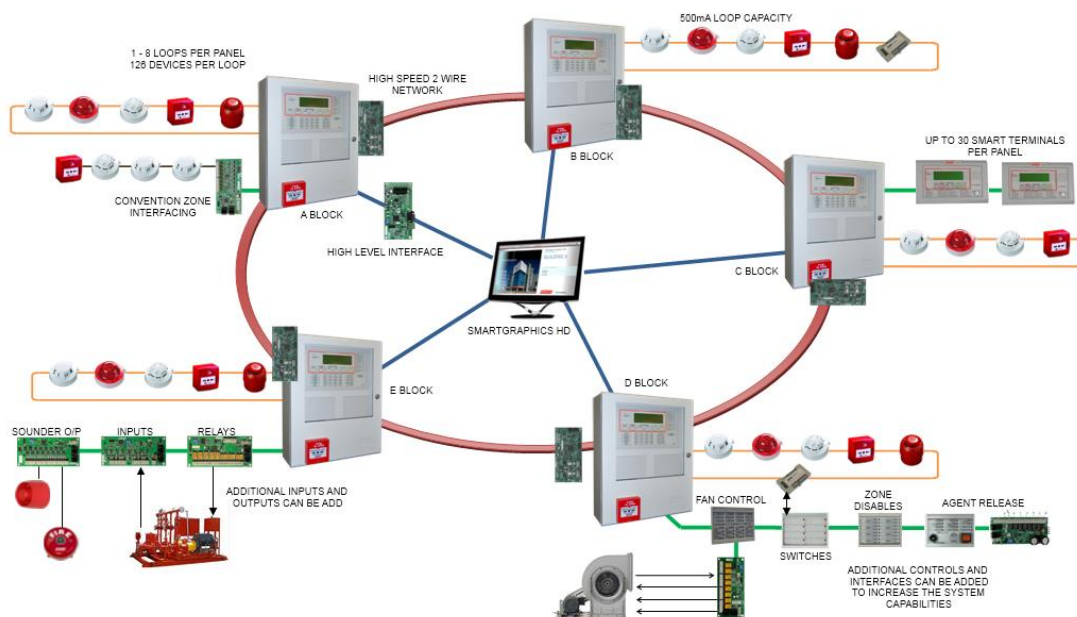 500mA LOOP CAPACITY
1 - 8 LOOPS PER PANEL
126 DEVICES PER LOOP
HIGH SPEED 2 WIRE
NETWORK
B BLOCK
UP TO 30 SMART TERMINALS
PER PANEL
CONVENTION ZONE
INTERFACING
A BLOCK
HIGH LEVEL INTERFACE
C BLOCK
SMARTGRAPHICS HD
E BLOCK
D BLOCK
SOUNDER O/P
INPUTS
RELAYS
ADDITIONAL INPUTS AND
OUTPUTS CAN BE ADD
FAN CONTROL
ZONE
DISABLES
AGENT RELEASE
SWITCHES
ADDITIONAL CONTROLS AND
INTERFACES CAN BE ADDED
TO INCREASE THE SYSTEM
CAPABILITIES